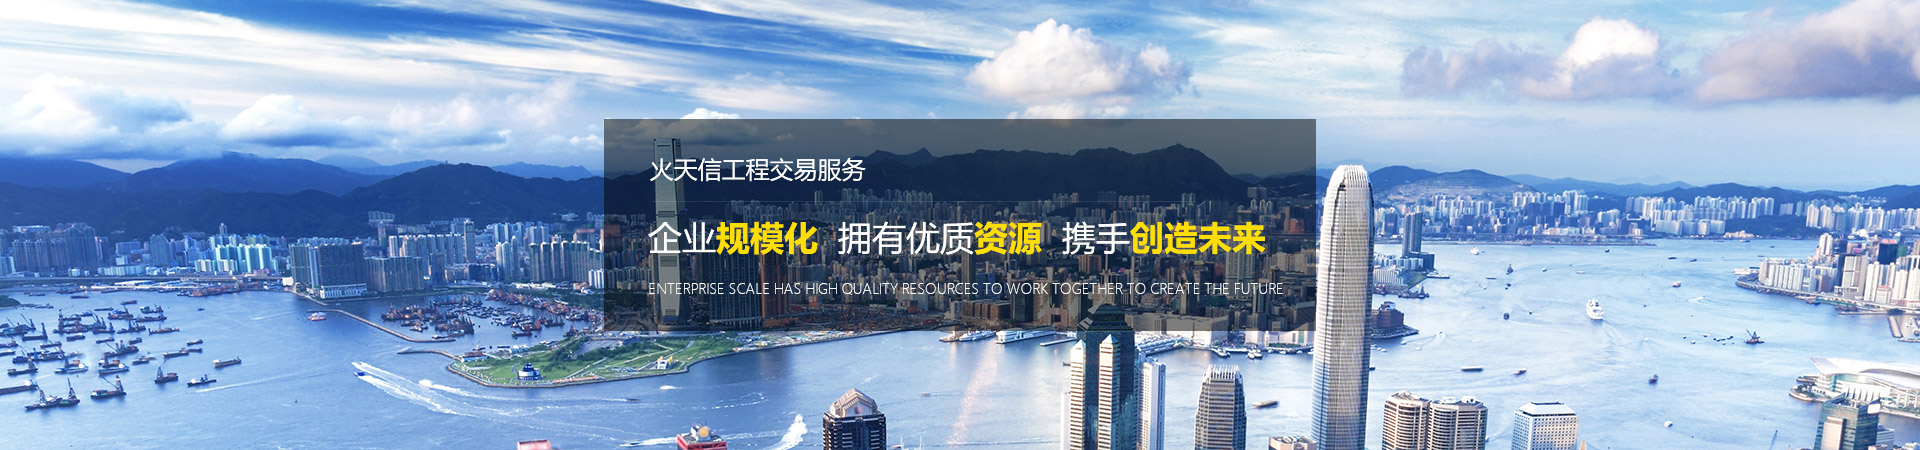 火天信工程交易服务
企业规模化 拥有优质资源 携手创造未来
ENTERPRISE SCALE HAS HIGH QUALITY RESOURCES TO WORK TOGETHER TO CREATE THE FUTURE